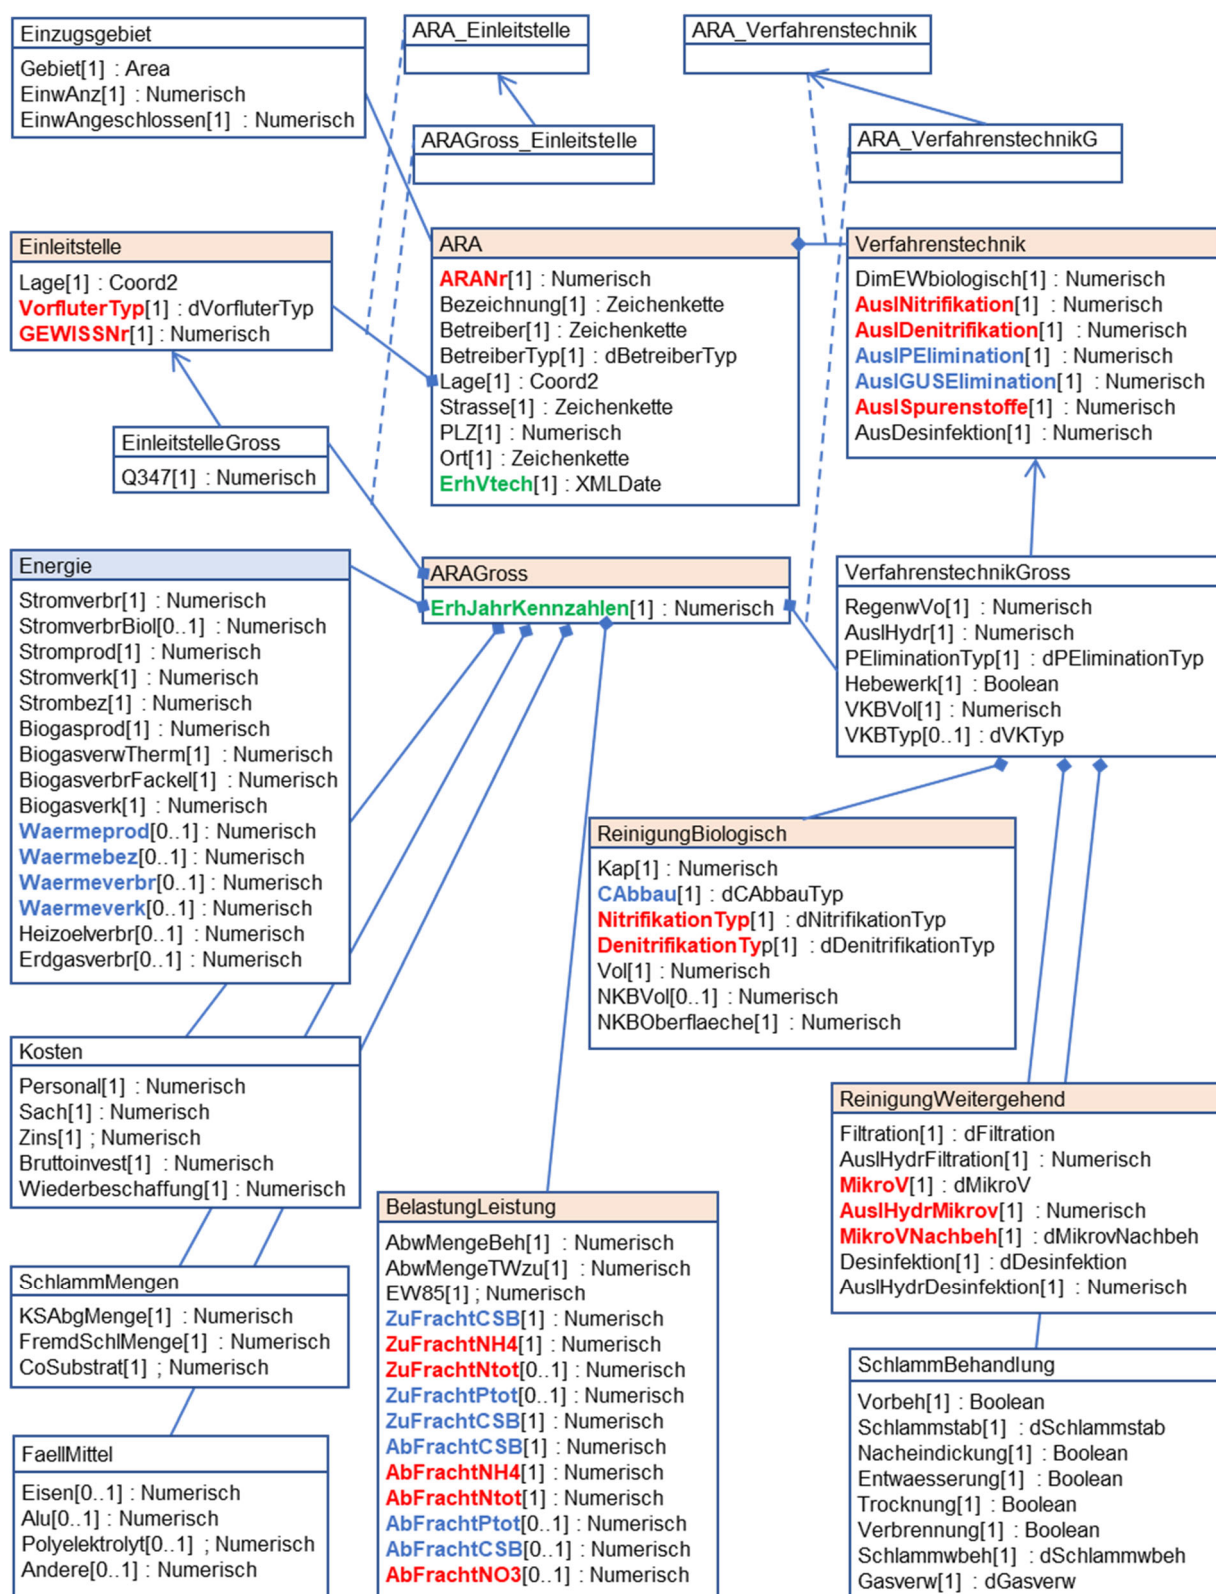 Einzugsgebiet
Gebiet[1] : Area
EinwAnz[1] : Numerisch
EinwAngeschlossen[1] : Numerisch
ARA_Einleitstelle
ARAGross_Einleitstelle
ARA_Verfahrenstechnik
ARA_VerfahrenstechnikG
Einleitstelle
Lage[1] : Coord2
VorfluterTyp[1] : dVorfluterTyp
GEWISSNr[1] : Numerisch
EinleitstelleGross
Q347[1] : Numerisch
ARA
ARANr[1] : Numerisch
Bezeichnung[1] : Zeichenkette
Betreiber[1] : Zeichenkette
BetreiberTyp[1] : dBetreiberTyp
Lage[1] : Coord2
Strasse[1] : Zeichenkette
PLZ[1] : Numerisch
Ort[1] : Zeichenkette
ErhVtech[1] : XMLDate
Verfahrenstechnik
DimEWbiologisch[1] : Numerisch
AuslNitrifikation[1] : Numerisch
AuslDenitrifikation[1] : Numerisch
AuslPElimination[1] : Numerisch
AuslGUSElimination[1] : Numerisch
AuslSpurenstoffe[1] : Numerisch
AusDesinfektion[1] : Numerisch
ARAGross
ErhJahrKennzahlen[1] : Numerisch
VerfahrenstechnikGross
RegenwVo[1] : Numerisch
AuslHydr[1] : Numerisch
PEliminationTyp[1] : dPEliminationTyp
Hebewerk[1] : Boolean
VKBVol[1] : Numerisch
VKBTyp[0..1] : dVKTyp
Energie
Stromverbr[1] : Numerisch
StromverbrBiol[0..1] : Numerisch
Stromprod[1] : Numerisch
Stromverk[1] : Numerisch
Strombez[1] : Numerisch
Biogasprod[1] : Numerisch
BiogasverwTherm[1] : Numerisch
BiogasverbrFackel[1] : Numerisch
Biogasverk[1] : Numerisch
Waermeprod[0..1] : Numerisch
Waermebez[0..1] : Numerisch
Waermeverbr[0..1] : Numerisch
Waermeverk[0..1] : Numerisch
Heizoelverbr[0..1] : Numerisch
Erdgasverbr[0..1] : Numerisch
ReinigungBiologisch
Kap[1] : Numerisch
CAbbau[1] : dCAbbauTyp
NitrifikationTyp[1] : dNitrifikationTyp
DenitrifikationTyp[1] : dDenitrifikationTyp
Vol[1] : Numerisch
NKBVol[0..1] : Numerisch
NKBOberflaeche[1] : Numerisch
Kosten
Personal[1] : Numerisch
Sach[1] : Numerisch
Zins[1] ; Numerisch
Bruttoinvest[1] : Numerisch
Wiederbeschaffung[1] : Numerisch
ReinigungWeitergehend
Filtration[1] : dFiltration
AuslHydrFiltration[1] : Numerisch
MikroV[1] : dMikroV
AuslHydrMikrov[1] : Numerisch
MikroVNachbeh[1] : dMikrovNachbeh
Desinfektion[1] : dDesinfektion
AuslHydrDesinfektion[1] : Numerisch
BelastungLeistung
AbwMengeBeh[1] : Numerisch
AbwMengeTWzu[1] : Numerisch
EW85[1] ; Numerisch
ZuFrachtCSB[1] : Numerisch
ZuFrachtNH4[1] : Numerisch
ZuFrachtNtot[0..1] : Numerisch
ZuFrachtPtot[0..1] : Numerisch
ZuFrachtCSB[1] : Numerisch
AbFrachtCSB[1] : Numerisch
AbFrachtNH4[1] : Numerisch
AbFrachtNtot[1] : Numerisch
AbFrachtPtot[0..1] : Numerisch
AbFrachtCSB[0..1] : Numerisch
AbFrachtNO3[0..1] : Numerisch
SchlammMengen
KSAbgMenge[1] : Numerisch
FremdSchlMenge[1] : Numerisch
CoSubstrat[1] ; Numerisch
SchlammBehandlung
Vorbeh[1] : Boolean
Schlammstab[1] : dSchlammstab
Nacheindickung[1] : Boolean
Entwaesserung[1] : Boolean
Trocknung[1] : Boolean
Verbrennung[1] : Boolean
Schlammwbeh[1] : dSchlammwbeh
Gasverw[1] : dGasverw
FaellMittel
Eisen[0..1] : Numerisch
Alu[0..1] : Numerisch
Polyelektrolyt[0..1] ; Numerisch
Andere[0..1] : Numerisch